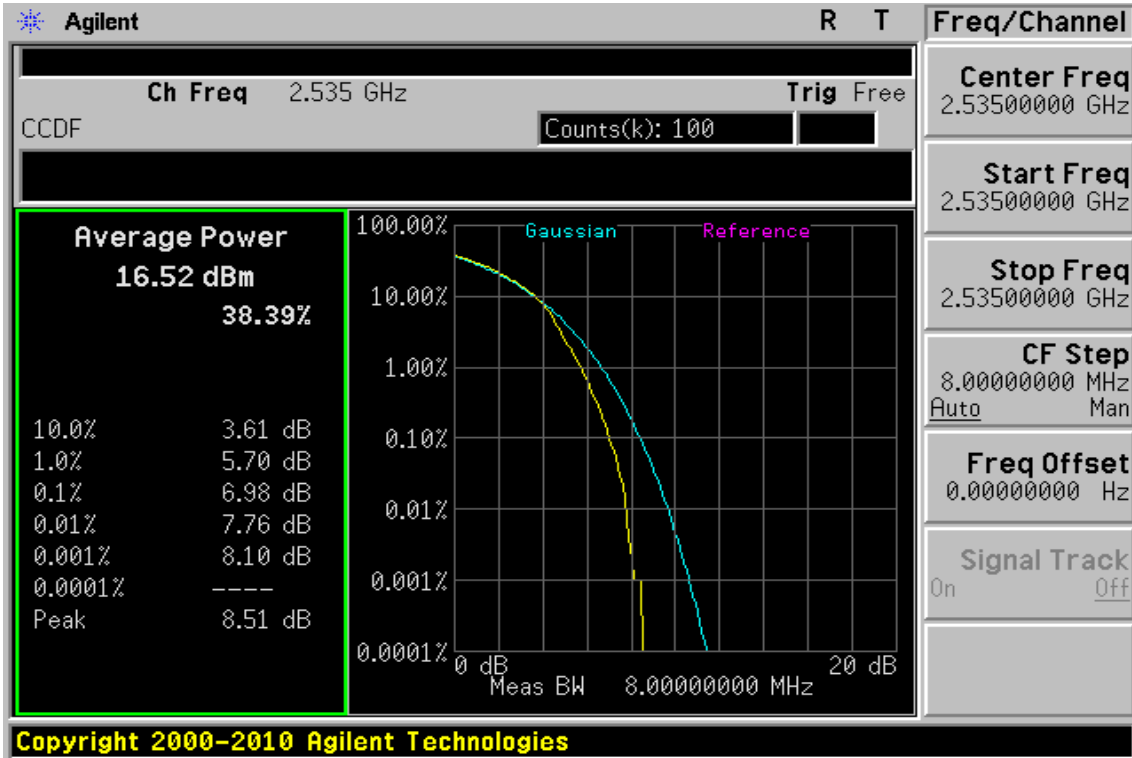 Agilent R T
Ch Freq 2.535 GHz Trig Free
CCDF Counts(k): 100
Average Power
16.52 dBm
38.39%
10.0% 3.61 dB
1.0% 5.70 dB
0.1% 6.98 dB
0.01% 7.76 dB
0.001% 8.10 dB
0.0001% ----
Peak 8.51 dB
Gaussian Reference
100.00%
10.00%
1.00%
0.10%
0.01%
0.001%
0.0001%
0 dB 20 dB
Meas BW 8.00000000 MHz
Freq/Channel
Center Freq
2.53500000 GHz
Start Freq
2.53500000 GHz
Stop Freq
2.53500000 GHz
CF Step
8.00000000 MHz
Auto Man
Freq Offset
0.00000000 Hz
Signal Track
On Off
Copyright 2000-2010 Agilent Technologies